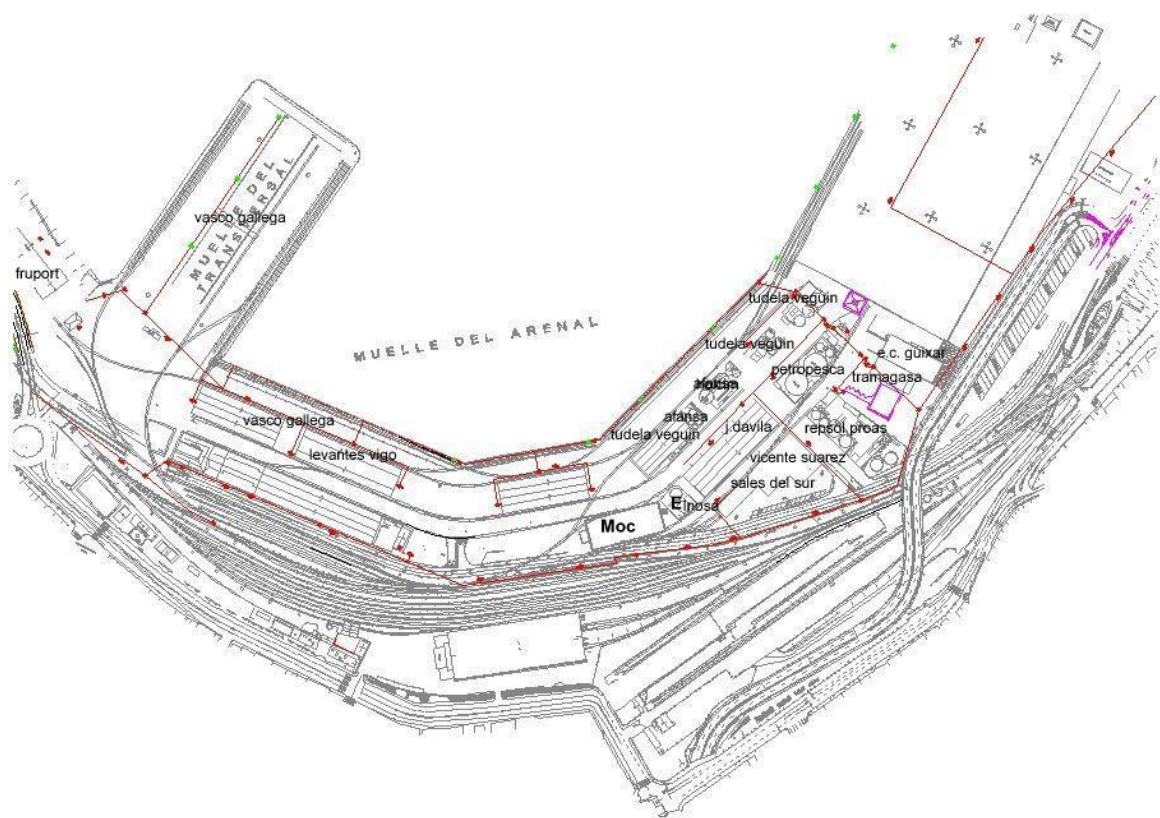 vasco gallega
MUELLE DEL
TRANSVERSAL
fruport
MUELLE DEL ARENAL
tudela veguin
tudela veguin
e.c. guixar
petropesca
tramagasa
afansa
j.davila
tudela veguin
repsol.proas
vasco gallega
levantes vigo
vicente suarez
sales del sur
E
Inosa
Moc